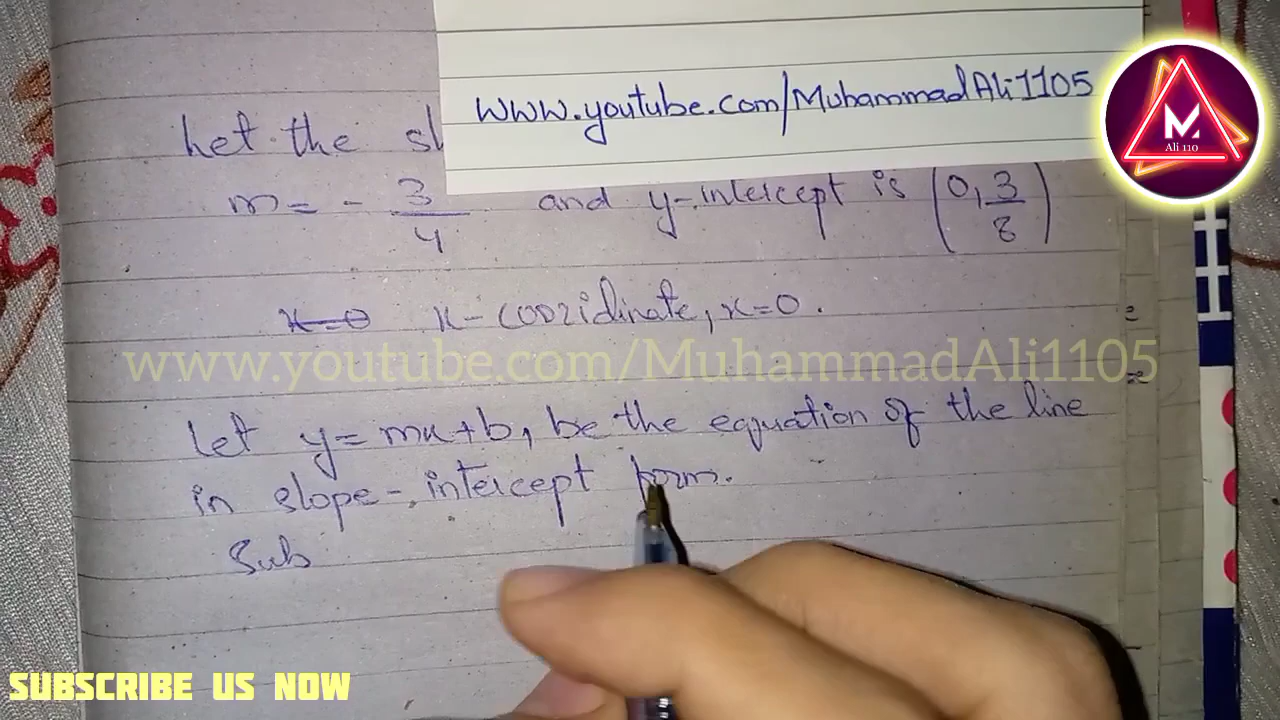 www.youtube.com/MuhammadAli1105
M
Ali 110
Let the sl
m = - 3/4 and y-intercept is (0, 3/8)
x=0 x-coordinate, x=0.
www.youtube.com/MuhammadAli1105
Let y=mx+b, be the equation of the line
in slope-intercept form.
Sub
SUBSCRIBE US NOW